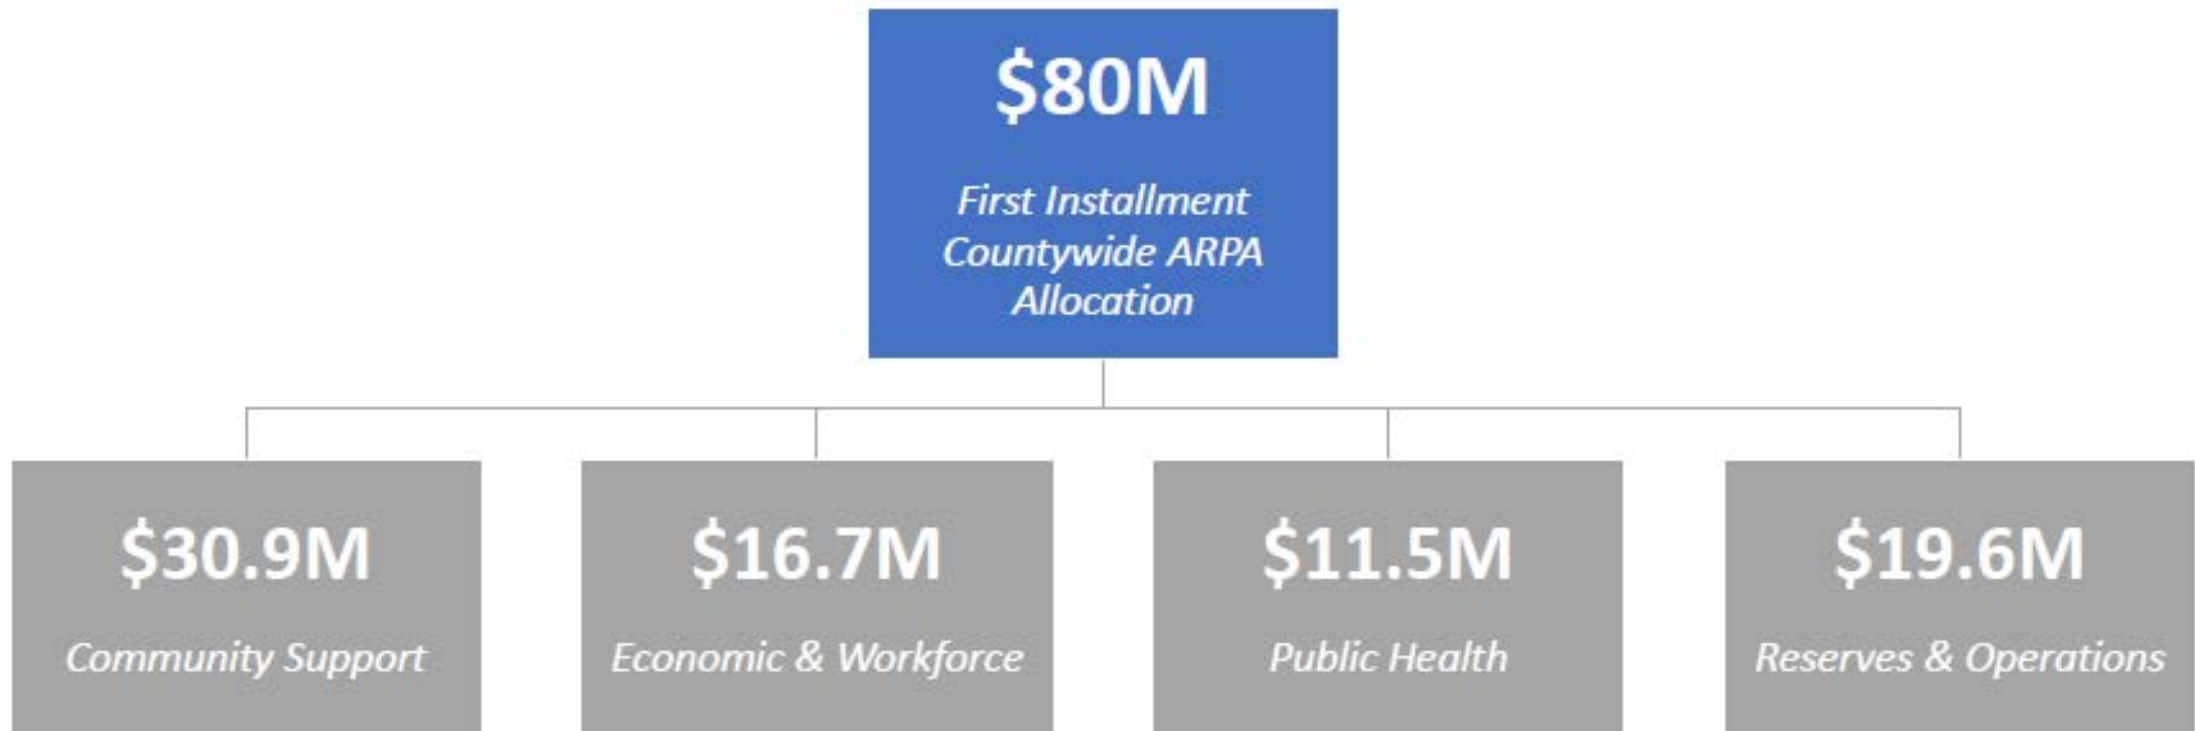 $80M
First Installment
Countywide ARPA
Allocation
$30.9M
Community Support
$16.7M
Economic & Workforce
$11.5M
Public Health
$19.6M
Reserves & Operations